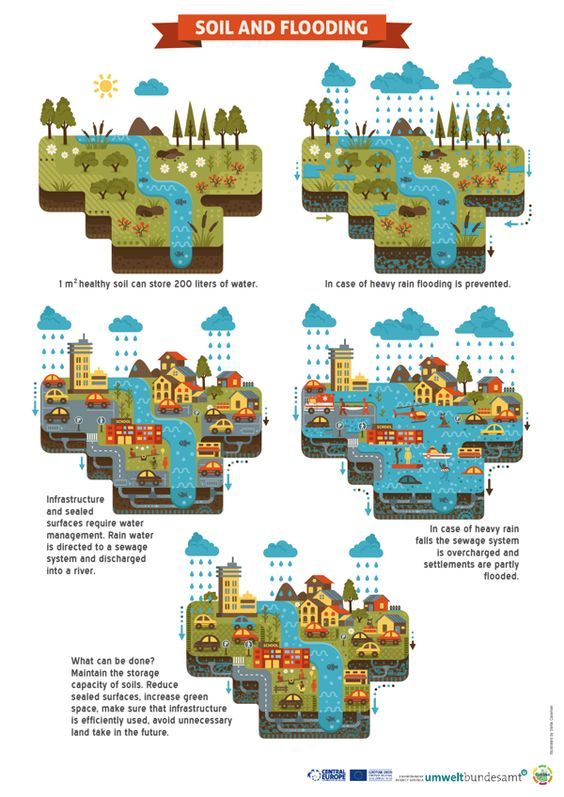 SOIL AND FLOODING
1 m² healthy soil can store 200 liters of water.
In case of heavy rain flooding is prevented.
SCHOOL
Infrastructure
and sealed
surfaces require water
management. Rain water
is directed to a sewage
system and discharged
into a river.
SCHOOL
In case of heavy rain
falls the sewage system
is overcharged and
settlements are partly
flooded.
SCHOOL
What can be done?
Maintain the storage
capacity of soils. Reduce
sealed surfaces, increase green
space, make sure that infrastructure
is efficiently used, avoid unnecessary
land take in the future.
CENTRAL
EUROPE
umweltbundesamt